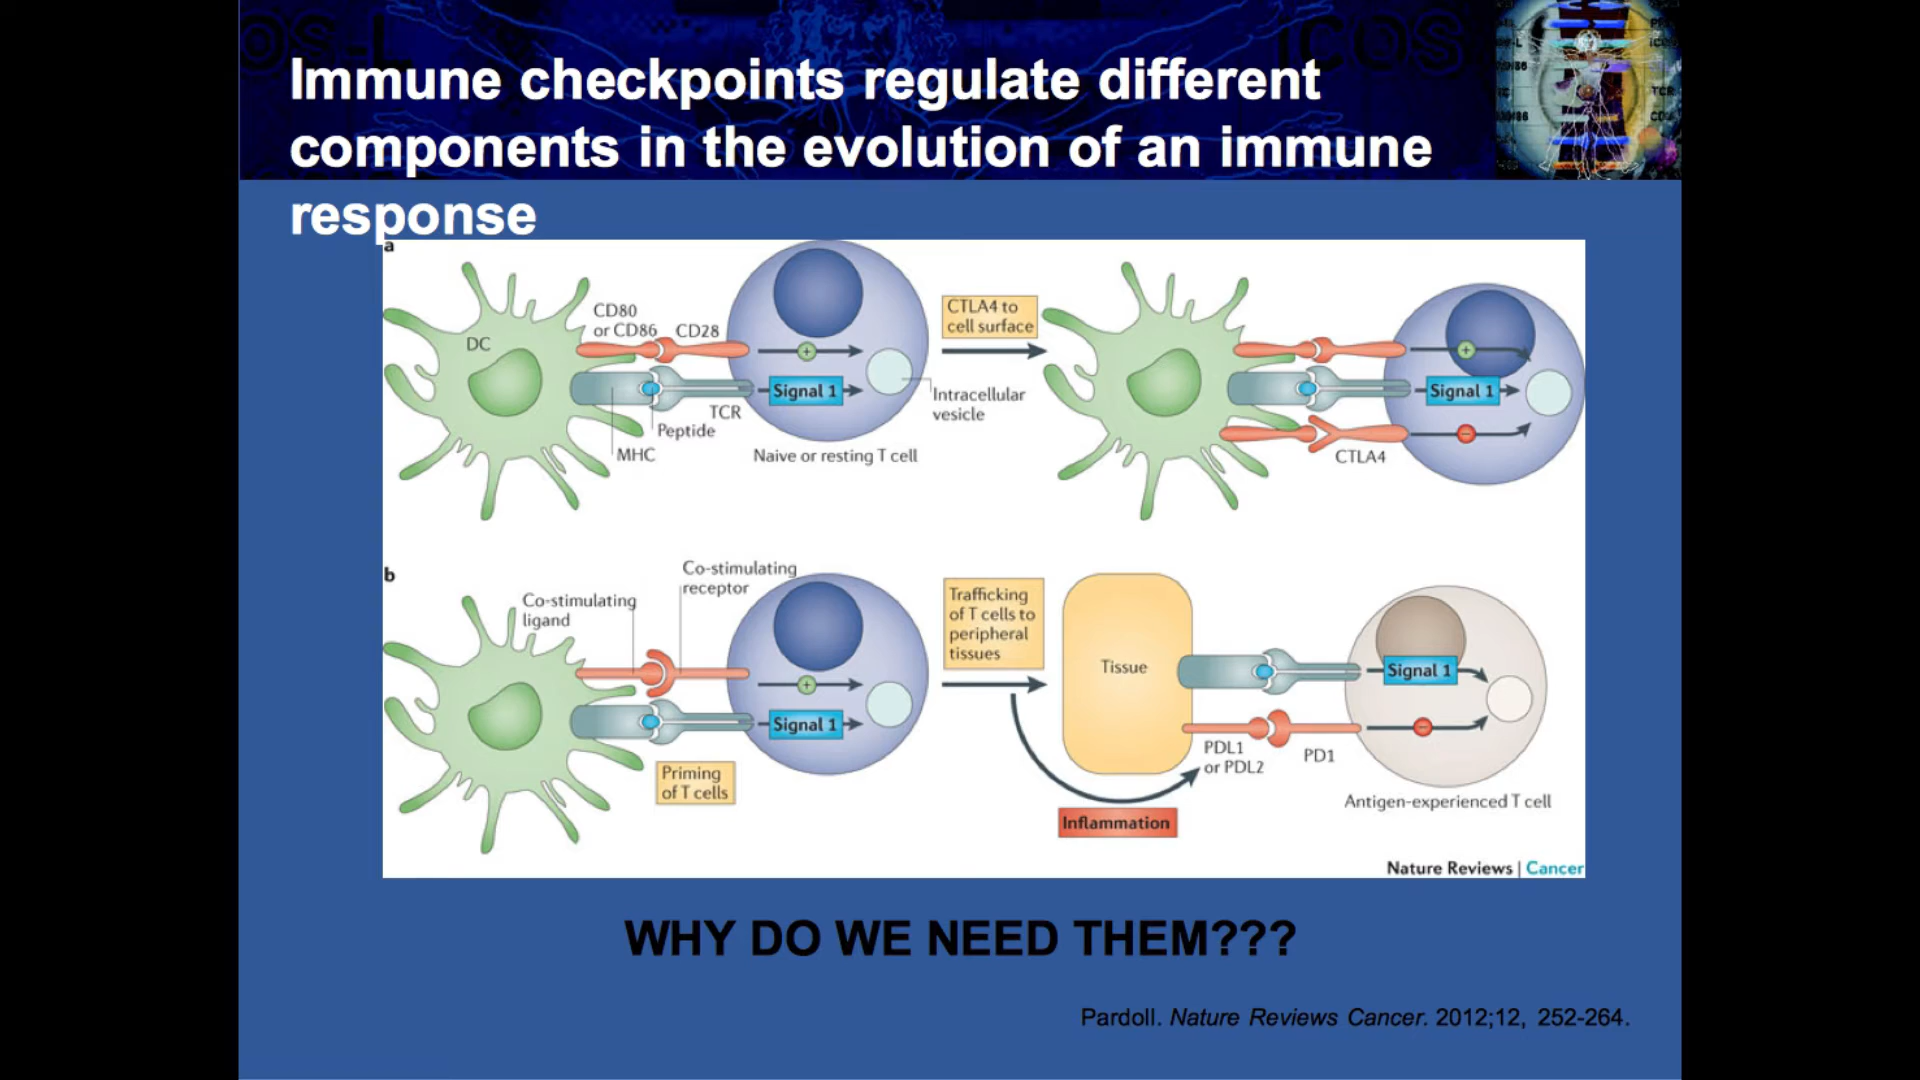 Immune checkpoints regulate different
components in the evolution of an immune
response
a
CD80
or CD86
CD28
DC
Signal 1
TCR
Peptide
MHC
Naive or resting T cell
Intracellular
vesicle
CTLA4 to
cell surface
Signal 1
CTLA4
b
Co-stimulating
ligand
Co-stimulating
receptor
Signal 1
Priming
of T cells
Trafficking
of T cells to
peripheral
tissues
Inflammation
Tissue
Signal 1
PDL1
or PDL2
PD1
Antigen-experienced T cell
Nature Reviews | Cancer
WHY DO WE NEED THEM???
Pardoll. Nature Reviews Cancer. 2012;12, 252-264.
ICOS
TCR